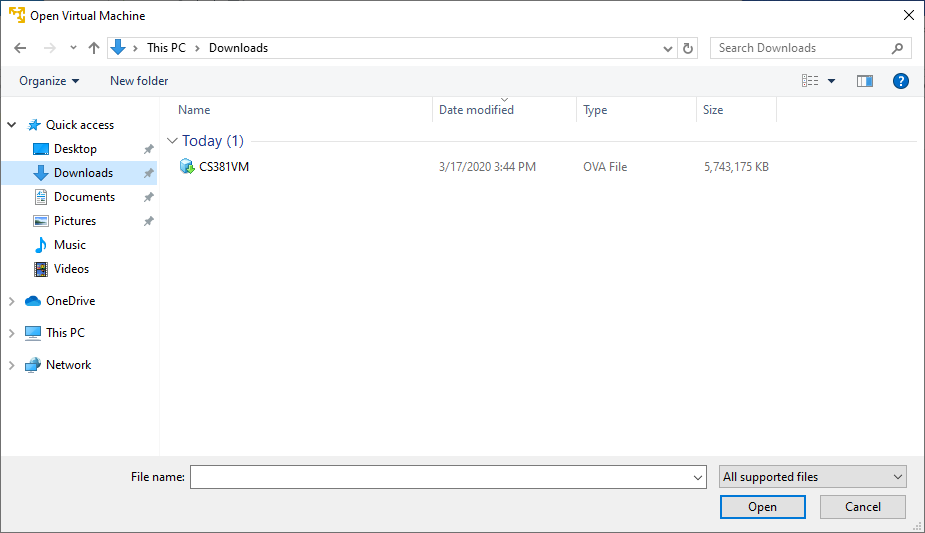 Open Virtual Machine
This PC > Downloads
Search Downloads
Organize
New folder
Name
Date modified
Type
Size
Quick access
Desktop
Downloads
Documents
Pictures
Music
Videos
OneDrive
This PC
Network
Today (1)
CS381VM 3/17/2020 3:44 PM OVA File 5,743,175 KB
File name:
All supported files
Open
Cancel